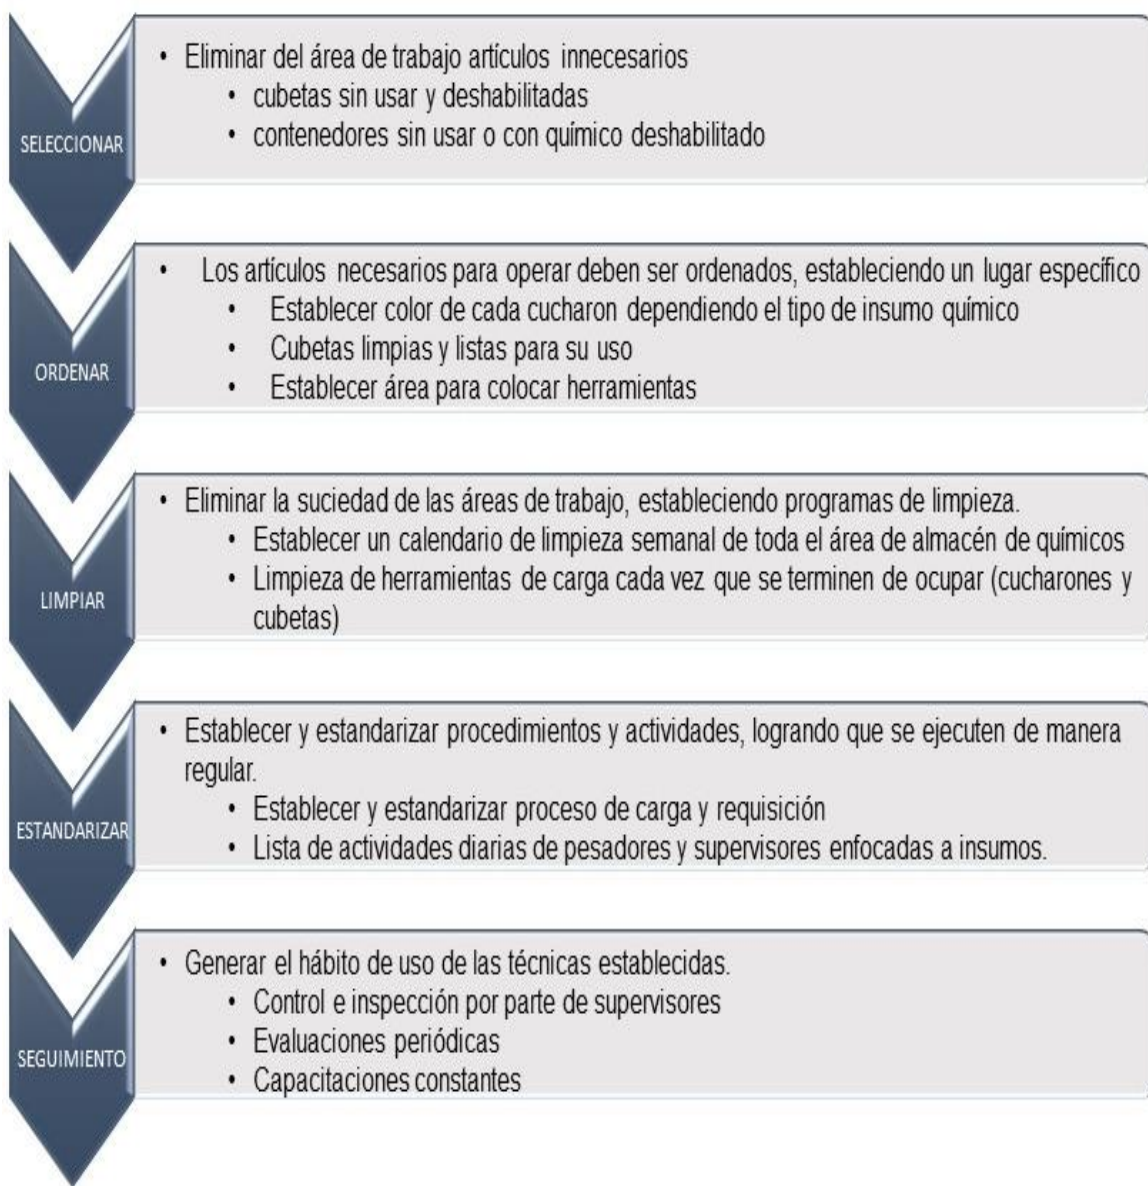 SELECCIONAR
• Eliminar del área de trabajo artículos innecesarios
• cubetas sin usar y deshabilitadas
• contenedores sin usar o con químico deshabilitado
ORDENAR
• Los artículos necesarios para operar deben ser ordenados, estableciendo un lugar específico
• Establecer color de cada cucharon dependiendo el tipo de insumo químico
• Cubetas limpias y listas para su uso
• Establecer área para colocar herramientas
LIMPIAR
• Eliminar la suciedad de las áreas de trabajo, estableciendo programas de limpieza.
• Establecer un calendario de limpieza semanal de toda el área de almacén de químicos
• Limpieza de herramientas de carga cada vez que se terminen de ocupar (cucharones y
cubetas)
ESTANDARIZAR
• Establecer y estandarizar procedimientos y actividades, logrando que se ejecuten de manera
regular.
• Establecer y estandarizar proceso de carga y requisición
• Lista de actividades diarias de pesadores y supervisores enfocadas a insumos.
SEGUIMIENTO
• Generar el hábito de uso de las técnicas establecidas.
• Control e inspección por parte de supervisores
• Evaluaciones periódicas
• Capacitaciones constantes